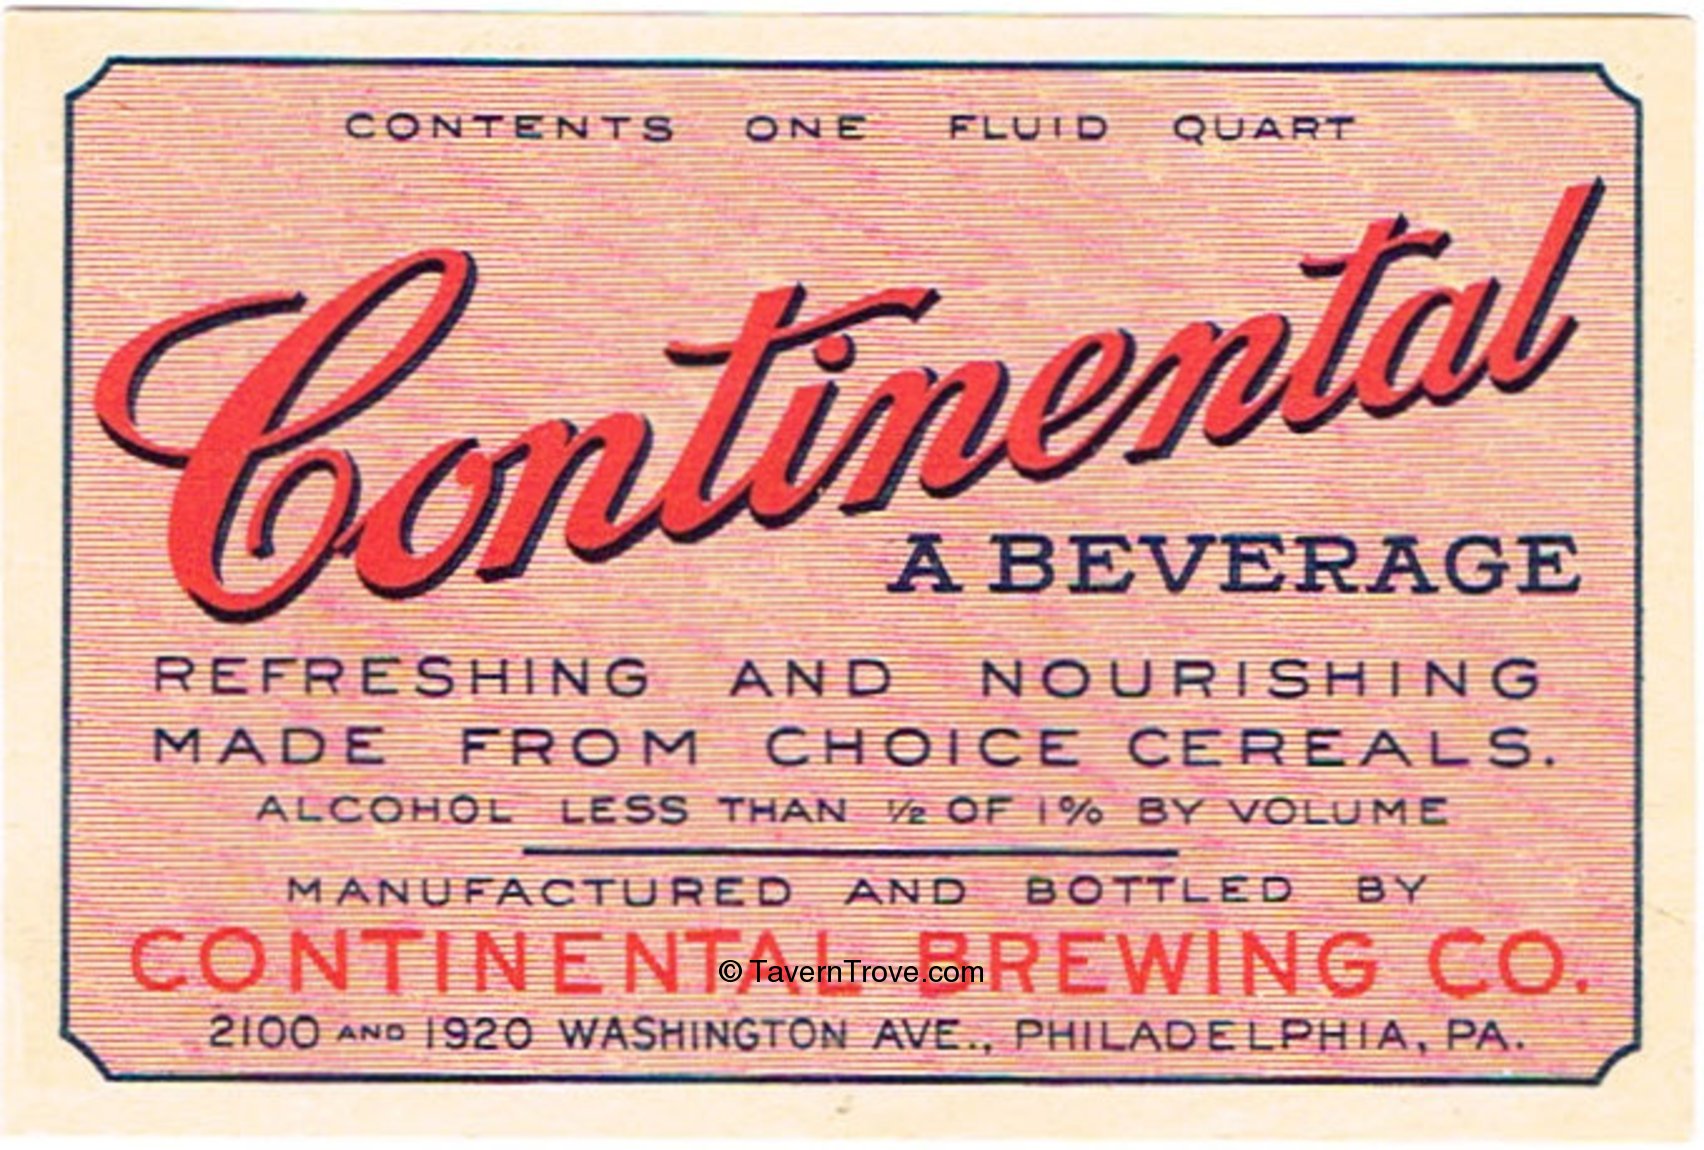 CONTENTS ONE FLUID QUART
Continental
A BEVERAGE
REFRESHING AND NOURISHING
MADE FROM CHOICE CEREALS.
ALCOHOL LESS THAN ½ OF 1% BY VOLUME
MANUFACTURED AND BOTTLED BY
CONTINENTAL BREWING CO.
© TavernTrove.com
2100 AND 1920 WASHINGTON AVE., PHILADELPHIA, PA.